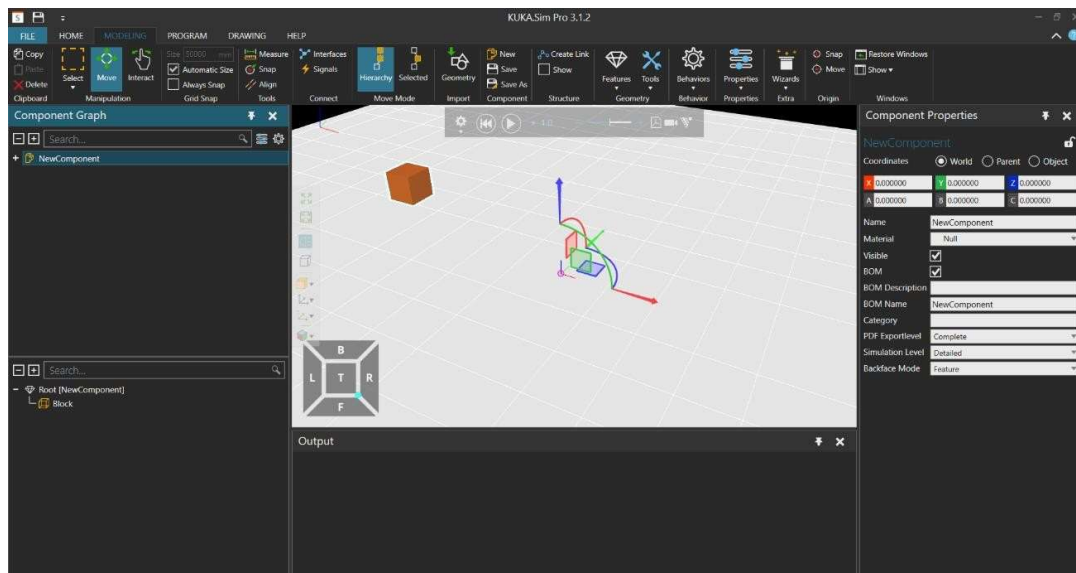 KUKA.Sim Pro 3.1.2
FILE HOME MODELING PROGRAM DRAWING HELP
Copy
Paste
Delete
Clipboard
Select
Move
Interact
Manipulation
Size 50000 mm
Automatic Size
Always Snap
Grid Snap
Measure
Snap
Align
Tools
Interfaces
Signals
Connect
Hierarchy
Selected
Move Mode
Geometry
Import
New
Save
Save As
Component
Create Link
Show
Structure
Features
Tools
Geometry
Behaviors
Behavior
Properties
Properties
Wizards
Extra
Snap
Move
Origin
Restore Windows
Show
Windows
Component Graph
Search...
NewComponent
Search...
Root [NewComponent]
Block
B
L T R
F
Output
Component Properties
NewComponent
Coordinates World Parent Object
X 0.000000 Y 0.000000 Z 0.000000
A 0.000000 B 0.000000 C 0.000000
Name NewComponent
Material Null
Visible
BOM
BOM Description
BOM Name NewComponent
Category
PDF Exportlevel Complete
Simulation Level Detailed
Backface Mode Feature